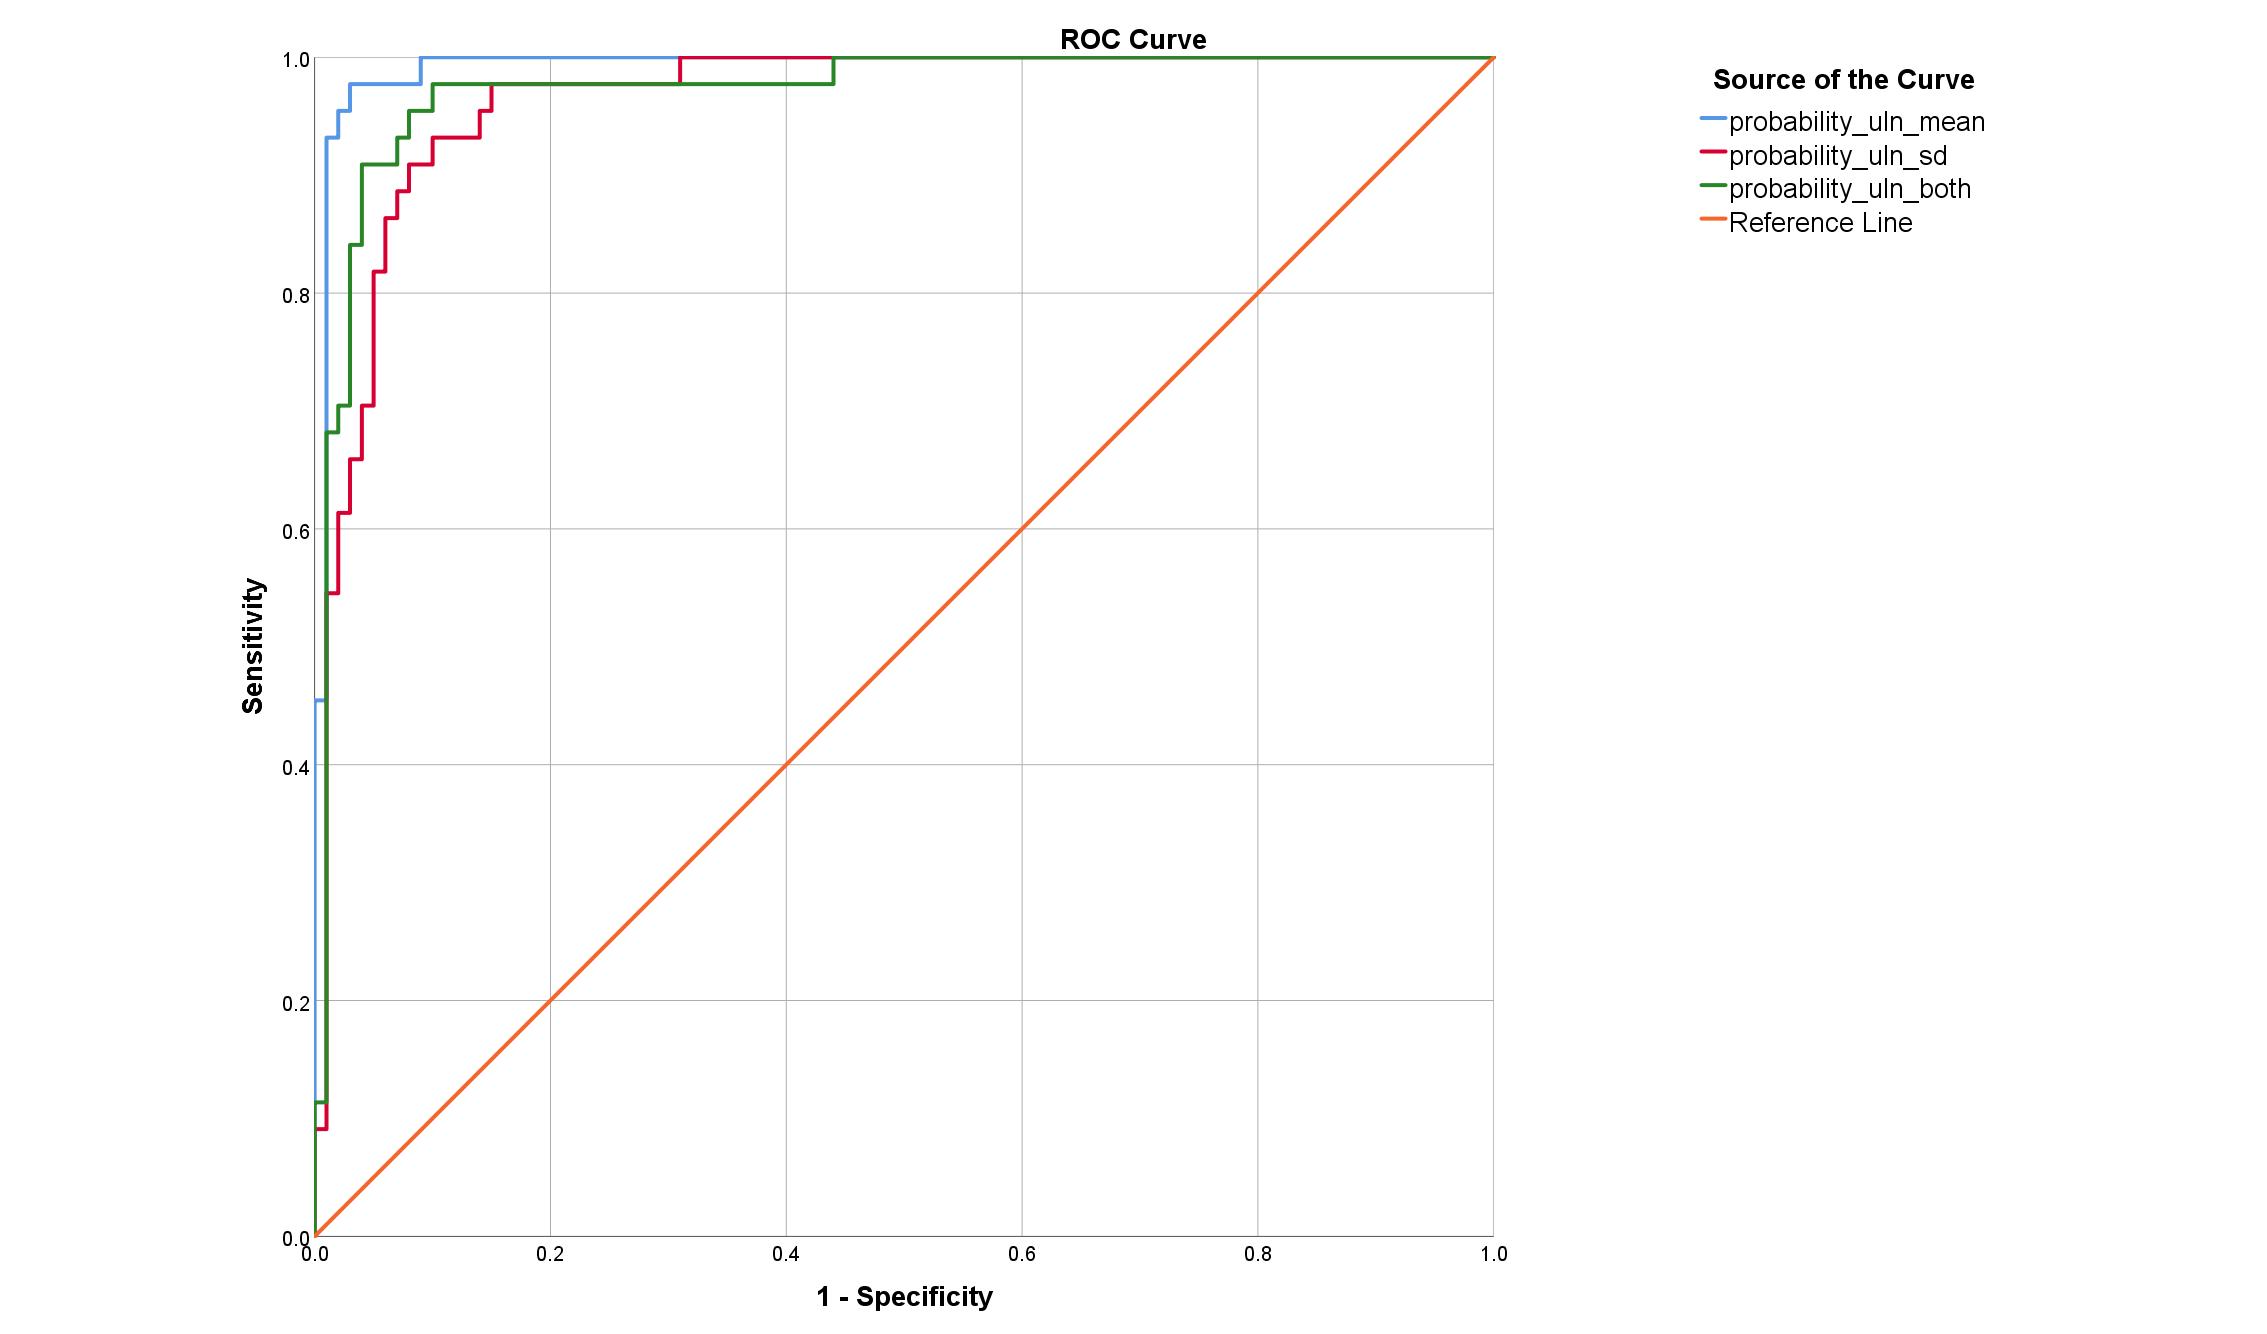 ROC Curve
Source of the Curve
probability_uln_mean
probability_uln_sd
probability_uln_both
Reference Line
1.0
0.8
0.6
0.4
0.2
0.0
Sensitivity
0.0 0.2 0.4 0.6 0.8 1.0
1 - Specificity